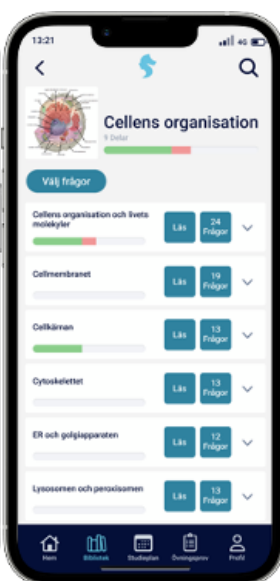 13:21
4G
Cellens organisation
9 Delar
Välj frågor
Cellens organisation och livets
molekyler
Läs
24
Frågor
Cellmembranet
Läs
19
Frågor
Cellkärnan
Läs
13
Frågor
Cytoskelettet
Läs
13
Frågor
ER och golgiapparaten
Läs
12
Frågor
Lysosomen och peroxisomen
Läs
13
Frågor
Hem
Bibliotek
Studieplan
Övningsprov
Profil